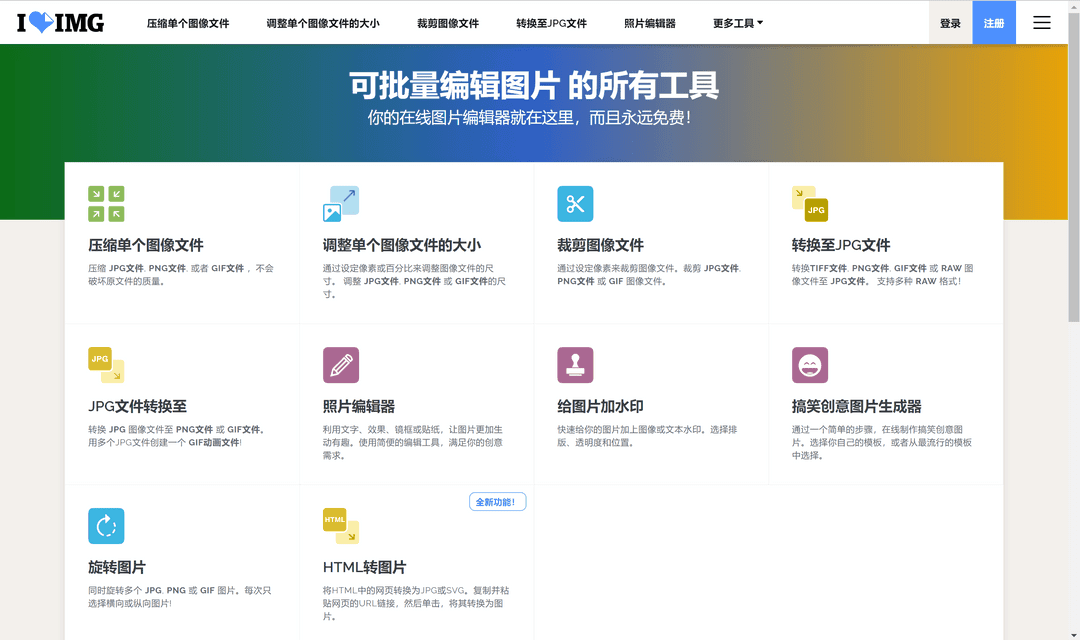 I IMG 压缩单个图像文件 调整单个图像文件的大小 裁剪图像文件 转换至JPG文件 照片编辑器 更多工具 登录 注册
可批量编辑图片 的所有工具
你的在线图片编辑器就在这里，而且永远免费！
压缩单个图像文件
压缩 JPG文件. PNG文件. 或者 GIF文件 ，不会
破坏原文件的质量。
调整单个图像文件的大小
通过设定像素或百分比来调整图像文件的尺
寸。 调整 JPG文件. PNG文件 或 GIF文件的尺
寸。
裁剪图像文件
通过设定像素来裁剪图像文件。裁剪 JPG文件.
PNG文件 或 GIF 图像文件。
JPG
转换至JPG文件
转换TIFF文件. PNG文件. GIF文件 或 RAW 图
像文件至 JPG文件。 支持多种 RAW 格式！
JPG
JPG文件转换至
转换 JPG 图像文件至 PNG文件 或 GIF文件。
用多个JPG文件创建一个 GIF动画文件!
照片编辑器
利用文字、效果、镜框或贴纸，让图片更加生
动有趣。使用简便的编辑工具，满足你的创意
需求。
给图片加水印
快速给你的图片加上图像或文本水印。选择排
版、透明度和位置。
搞笑创意图片生成器
通过一个简单的步骤，在线制作搞笑创意图
片。选择你自己的模板，或者从最流行的模板
中选择。
旋转图片
同时旋转多个 JPG. PNG 或 GIF 图片。每次只
选择横向或纵向图片!
全新功能！
HTML
HTML转图片
将HTML中的网页转换为JPG或SVG。复制并粘
贴网页的URL链接，然后单击，将其转换为图
片。